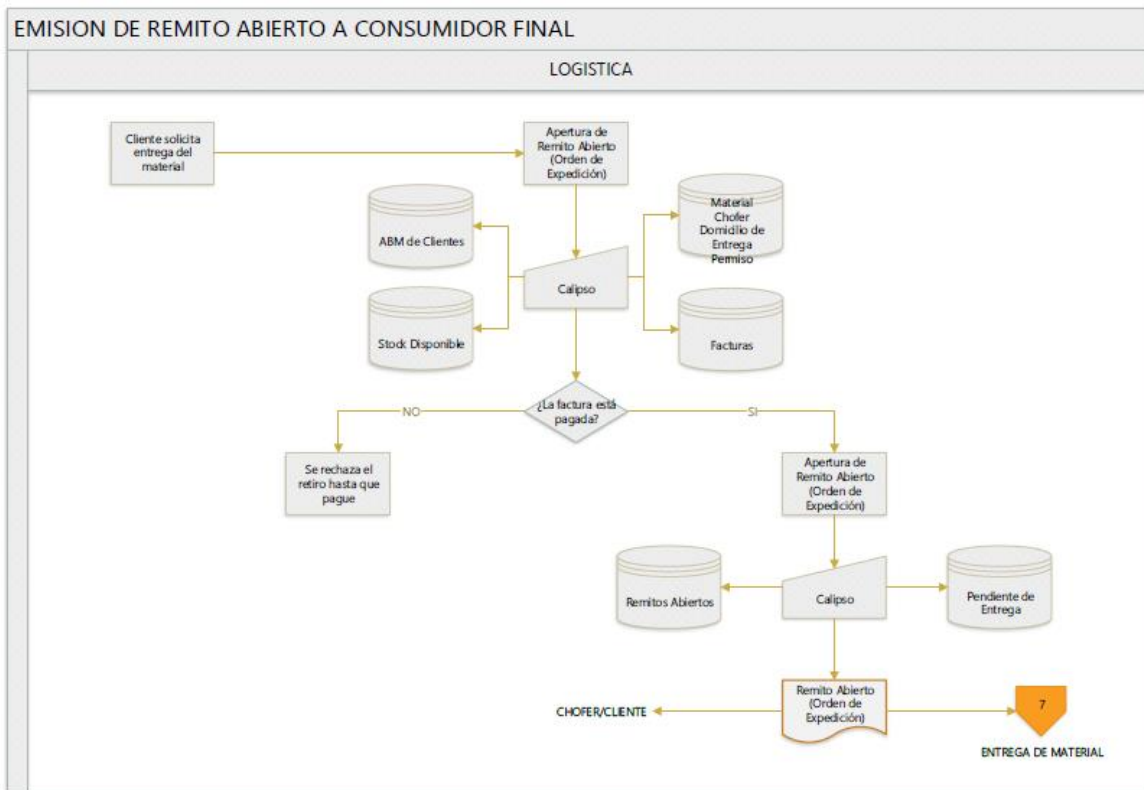 EMISION DE REMITO ABIERTO A CONSUMIDOR FINAL
LOGISTICA
Cliente solicita
entrega del
material
Apertura de
Remito Abierto
(Orden de
Expedición)
ABM de Clientes
Material
Chofer
Domicilio de
Entrega
Permiso
Calipso
Stock Disponible
Facturas
¿La factura está
pagada?
NO
SI
Se rechaza el
retiro hasta que
pague
Apertura de
Remito Abierto
(Orden de
Expedición)
Remitos Abiertos
Calipso
Pendiente de
Entrega
CHOFER/CLIENTE
Remito Abierto
(Orden de
Expedición)
7
ENTREGA DE MATERIAL